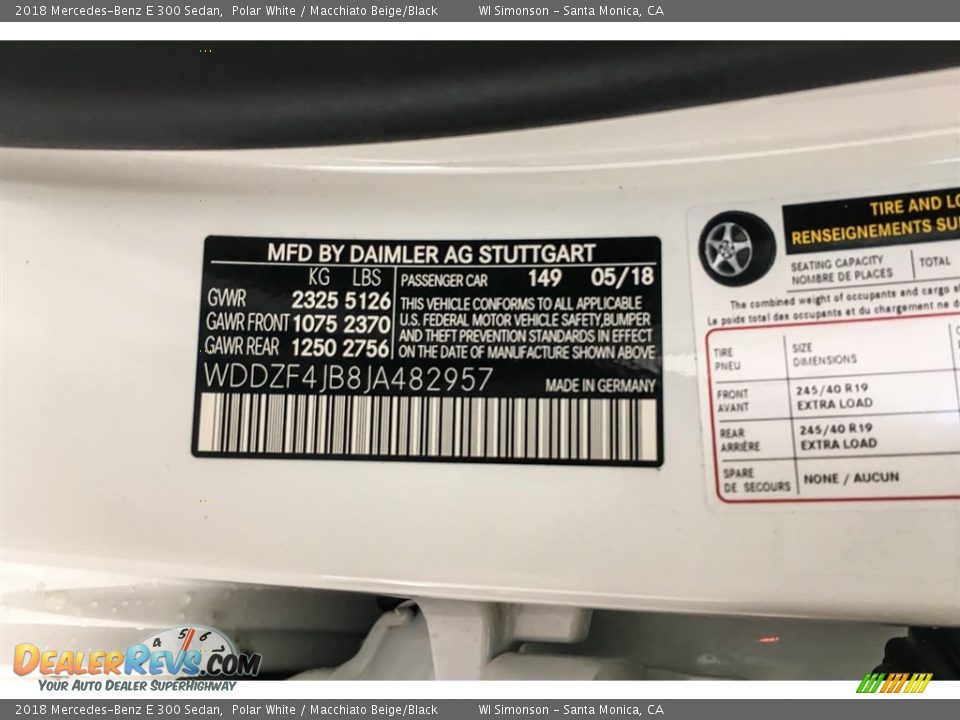 2018 Mercedes-Benz E 300 Sedan, Polar White / Macchiato Beige/Black WI Simonson - Santa Monica, CA
MFD BY DAIMLER AG STUTTGART
KG LBS PASSENGER CAR 149 05/18
GVWR 2325 5126
GAWR FRONT 1075 2370
GAWR REAR 1250 2756
THIS VEHICLE CONFORMS TO ALL APPLICABLE
U.S. FEDERAL MOTOR VEHICLE SAFETY,BUMPER
AND THEFT PREVENTION STANDARDS IN EFFECT
ON THE DATE OF MANUFACTURE SHOWN ABOVE
WDDZF4JB8JA482957 MADE IN GERMANY
TIRE AND
RENSEIGNEMENTS
SEATING CAPACITY TOTAL
NOMBRE DE PLACES
The combined weight of occupants and cargo
Le poids total des occupants et du chargement ne
TIRE SIZE
PNEU DIMENSIONS
FRONT 245/40 R19
AVANT EXTRA LOAD
REAR 245/40 R19
ARRIÈRE EXTRA LOAD
SPARE NONE / AUCUN
DE SECOURS
4 5 6 7
DealerRevs.com
Your Auto Dealer SuperHighway
2018 Mercedes-Benz E 300 Sedan, Polar White / Macchiato Beige/Black WI Simonson - Santa Monica, CA